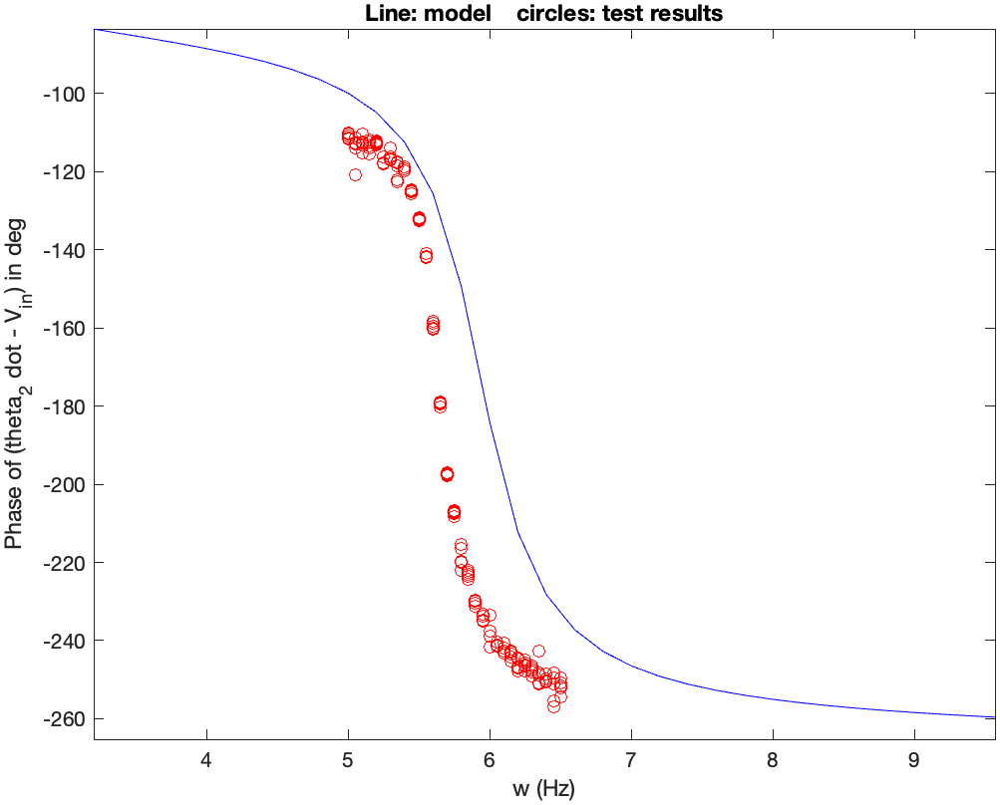 Line: model    circles: test results
-100
-120
-140
-160
-180
-200
-220
-240
-260
Phase of (theta2 dot - Vin) in deg
4 5 6 7 8 9
w (Hz)